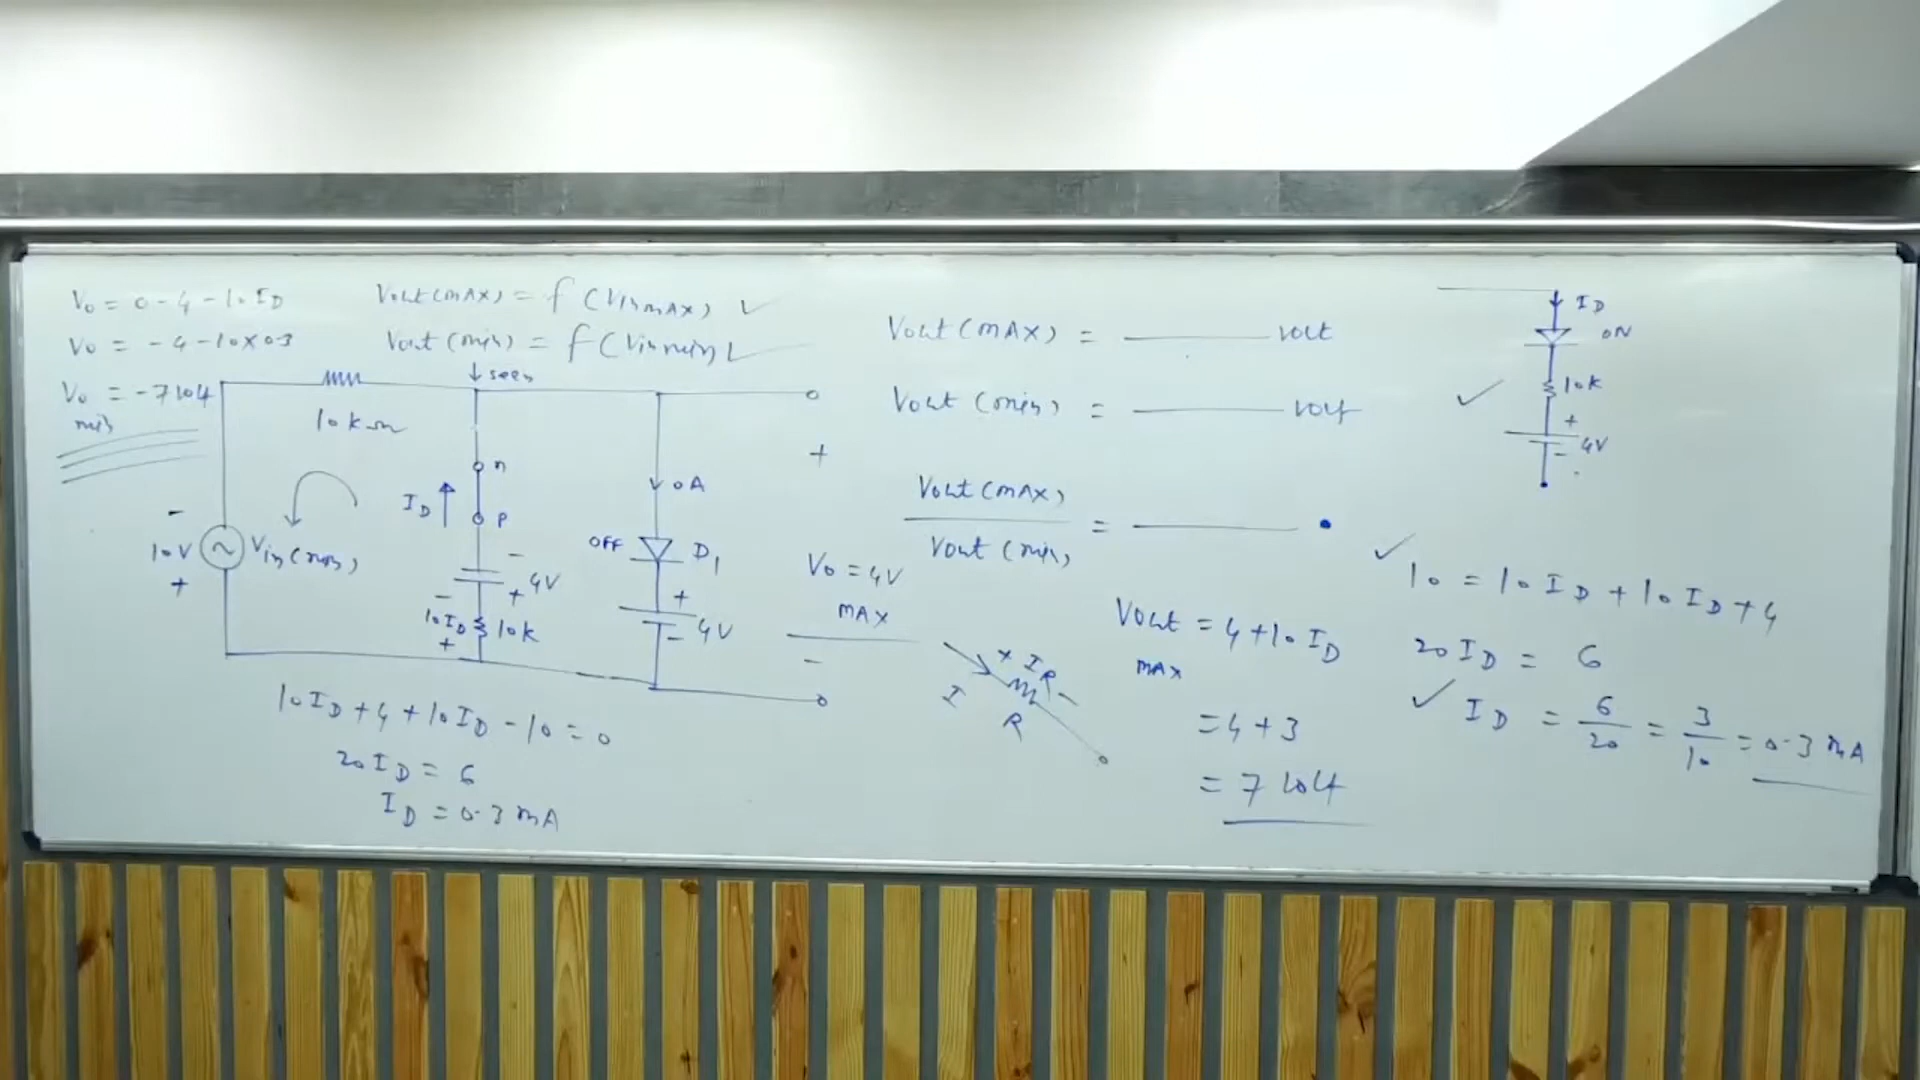 V₀ = 0 - 4 - 10 I_D
V₀ = - 4 - 10 × 0.3
V₀ = - 7 volt
min
Vout (MAX) = f (Vin MAX) ✓
Vout (min) = f (Vin min) ✓
↓ seen
10 kΩ
n
I_D ↑
p
-
10V
+
Vin (min)
-
4V
+
-
10 I_D
+
10k
↓ 0A
OFF
D₁
+
4V
-
+
V₀ = 4V
MAX
-
10 I_D + 4 + 10 I_D - 10 = 0
20 I_D = 6
I_D = 0.3 mA
Vout (MAX) = volt
Vout (min) = volt
Vout (MAX)
Vout (min)
=
+ I R -
I
R
Vout = 4 + 10 I_D
MAX
= 4 + 3
= 7 volt
I_D
ON
✓
10k
+
4V
-
✓ 10 = 10 I_D + 10 I_D + 4
20 I_D = 6
✓ I_D = 6/20 = 3/10 = 0.3 mA